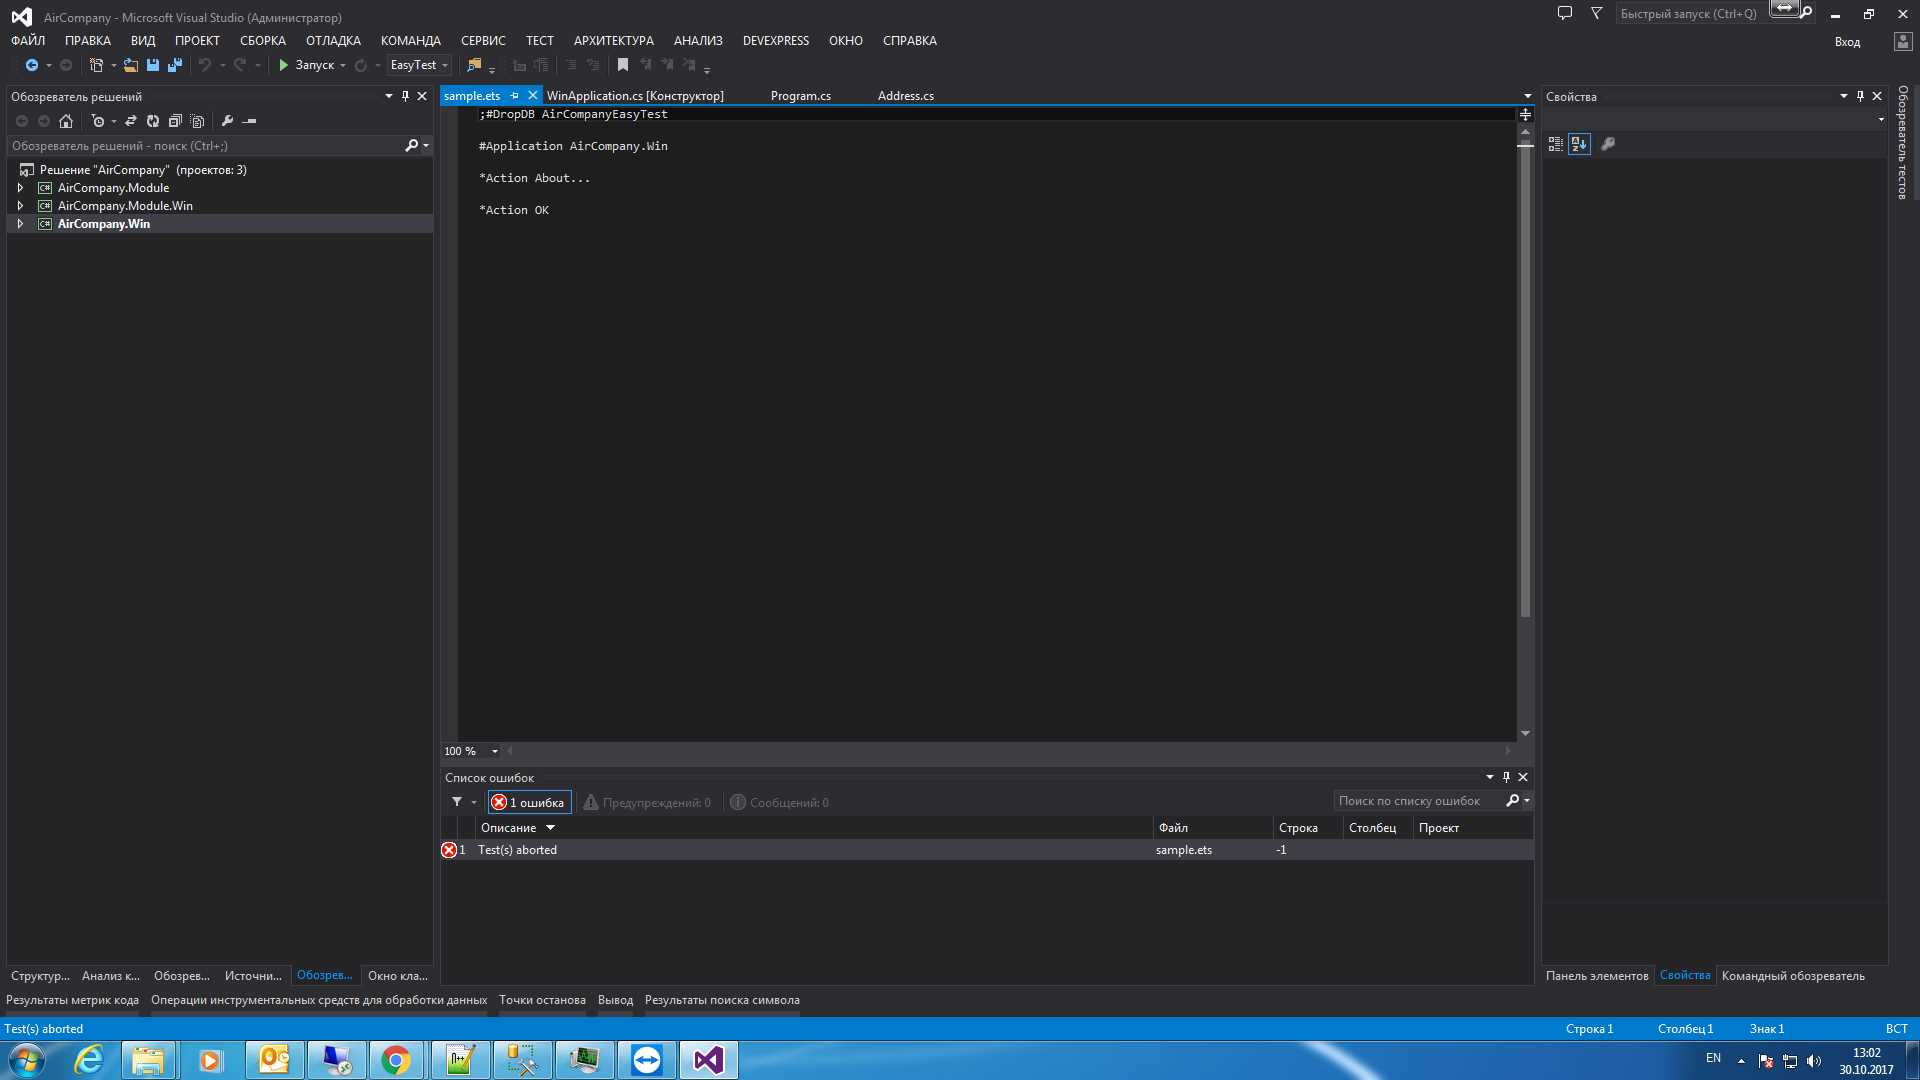 AirCompany - Microsoft Visual Studio (Администратор)
Быстрый запуск (Ctrl+Q)
ФАЙЛ ПРАВКА ВИД ПРОЕКТ СБОРКА ОТЛАДКА КОМАНДА СЕРВИС ТЕСТ АРХИТЕКТУРА АНАЛИЗ DEVEXPRESS ОКНО СПРАВКА
Вход
Запуск EasyTest
Обозреватель решений
Обозреватель решений - поиск (Ctrl+;)
Решение "AirCompany" (проектов: 3)
AirCompany.Module
AirCompany.Module.Win
AirCompany.Win
sample.ets WinApplication.cs [Конструктор] Program.cs Address.cs
;#DropDB AirCompanyEasyTest
#Application AirCompany.Win
*Action About...
*Action OK
100 %
Список ошибок
1 ошибка Предупреждений: 0 Сообщений: 0
Поиск по списку ошибок
Описание Файл Строка Столбец Проект
1 Test(s) aborted sample.ets -1
Свойства
Обозреватель тестов
Структур... Анализ к... Обозрев... Источни... Обозрев... Окно кла...
Панель элементов Свойства Командный обозреватель
Результаты метрик кода Операции инструментальных средств для обработки данных Точки останова Вывод Результаты поиска символа
Test(s) aborted
Строка 1 Столбец 1 Знак 1 ВСТ
EN
13:02
30.10.2017